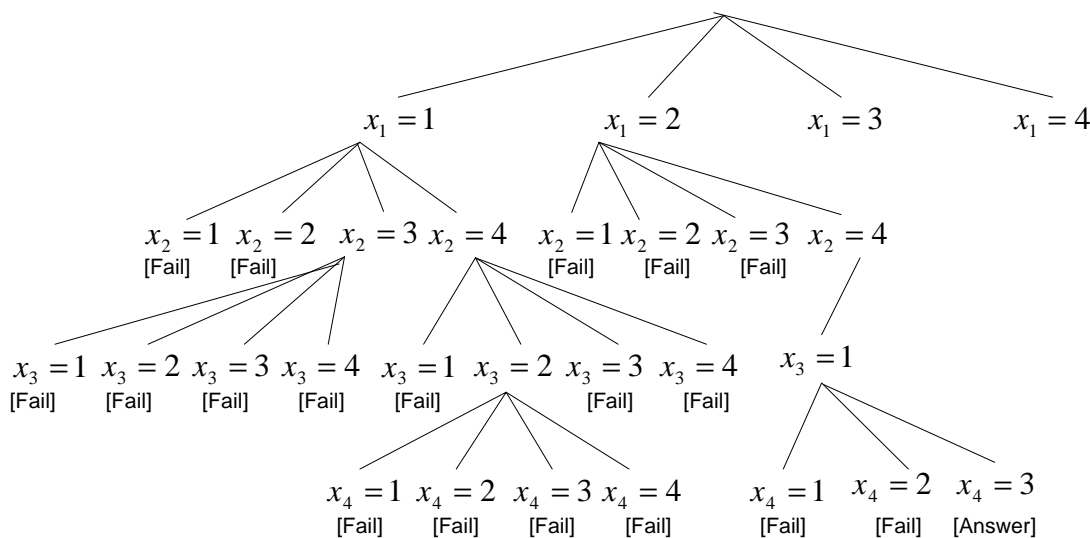 x₁ = 1 x₁ = 2 x₁ = 3 x₁ = 4
x₂ = 1 x₂ = 2 x₂ = 3 x₂ = 4 x₂ = 1 x₂ = 2 x₂ = 3 x₂ = 4
[Fail] [Fail] [Fail] [Fail] [Fail]
x₃ = 1 x₃ = 2 x₃ = 3 x₃ = 4 x₃ = 1 x₃ = 2 x₃ = 3 x₃ = 4 x₃ = 1
[Fail] [Fail] [Fail] [Fail] [Fail] [Fail] [Fail]
x₄ = 1 x₄ = 2 x₄ = 3 x₄ = 4 x₄ = 1 x₄ = 2 x₄ = 3
[Fail] [Fail] [Fail] [Fail] [Fail] [Fail] [Answer]